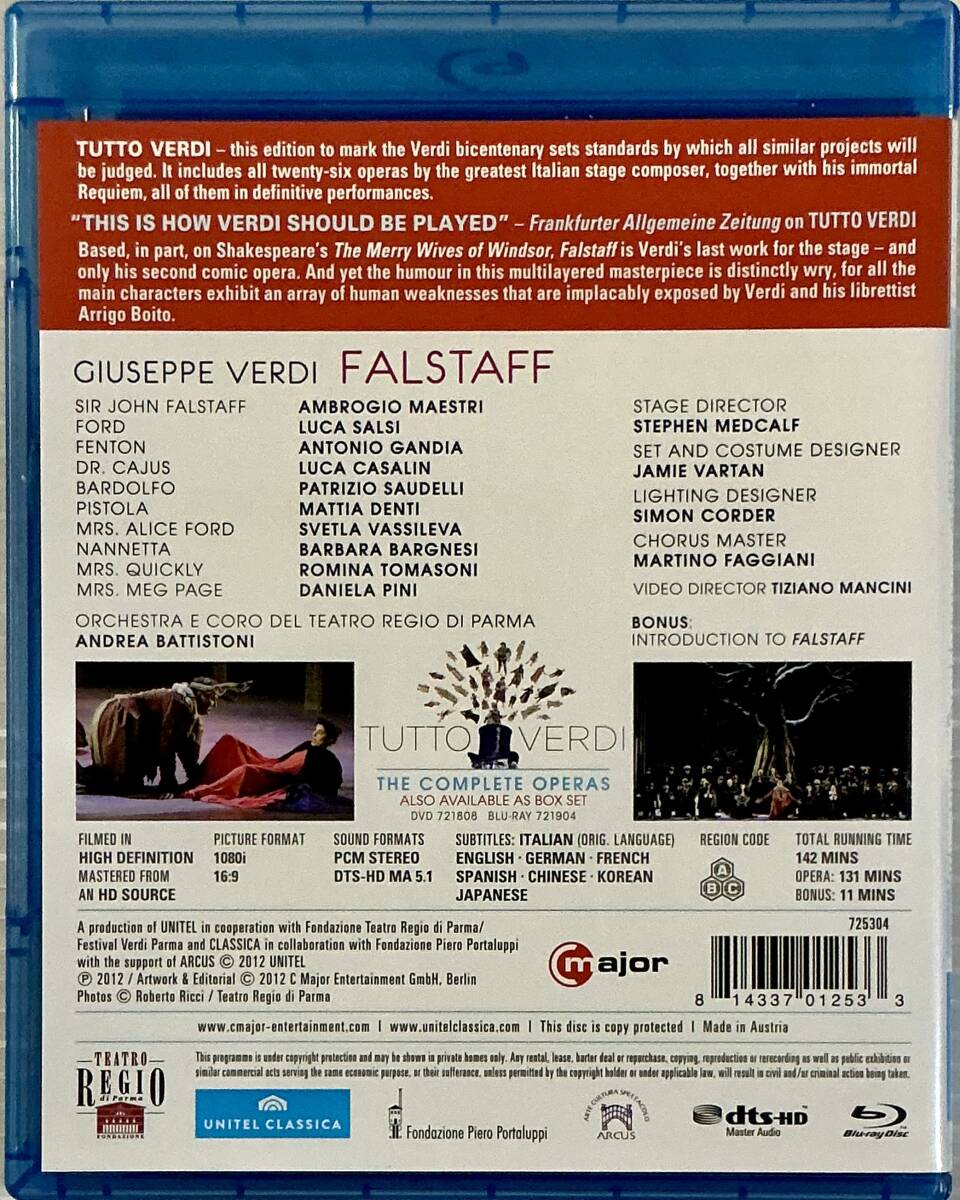 TUTTO VERDI – this edition to mark the Verdi bicentenary sets standards by which all similar projects will
be judged. It includes all twenty-six operas by the greatest Italian stage composer, together with his immortal
Requiem, all of them in definitive performances.
"THIS IS HOW VERDI SHOULD BE PLAYED" – Frankfurter Allgemeine Zeitung on TUTTO VERDI
Based, in part, on Shakespeare's The Merry Wives of Windsor, Falstaff is Verdi's last work for the stage – and
only his second comic opera. And yet the humour in this multilayered masterpiece is distinctly wry, for all the
main characters exhibit an array of human weaknesses that are implacably exposed by Verdi and his librettist
Arrigo Boito.
GIUSEPPE VERDI FALSTAFF
SIR JOHN FALSTAFF AMBROGIO MAESTRI
FORD LUCA SALSI
FENTON ANTONIO GANDIA
DR. CAJUS LUCA CASALIN
BARDOLFO PATRIZIO SAUDELLI
PISTOLA MATTIA DENTI
MRS. ALICE FORD SVETLA VASSILEVA
NANNETTA BARBARA BARGNESI
MRS. QUICKLY ROMINA TOMASONI
MRS. MEG PAGE DANIELA PINI
ORCHESTRA E CORO DEL TEATRO REGIO DI PARMA
ANDREA BATTISTONI
STAGE DIRECTOR
STEPHEN MEDCALF
SET AND COSTUME DESIGNER
JAMIE VARTAN
LIGHTING DESIGNER
SIMON CORDER
CHORUS MASTER
MARTINO FAGGIANI
VIDEO DIRECTOR TIZIANO MANCINI
BONUS:
INTRODUCTION TO FALSTAFF
TUTTO VERDI
THE COMPLETE OPERAS
ALSO AVAILABLE AS BOX SET
DVD 721808 BLU-RAY 721904
FILMED IN
HIGH DEFINITION
MASTERED FROM
AN HD SOURCE
PICTURE FORMAT
1080i
16:9
SOUND FORMATS
PCM STEREO
DTS-HD MA 5.1
SUBTITLES: ITALIAN (ORIG. LANGUAGE)
ENGLISH · GERMAN · FRENCH
SPANISH · CHINESE · KOREAN
JAPANESE
REGION CODE
A
B C
TOTAL RUNNING TIME
142 MINS
OPERA: 131 MINS
BONUS: 11 MINS
A production of UNITEL in cooperation with Fondazione Teatro Regio di Parma/
Festival Verdi Parma and CLASSICA in collaboration with Fondazione Piero Portaluppi
with the support of ARCUS © 2012 UNITEL
℗ 2012 / Artwork & Editorial © 2012 C Major Entertainment GmbH, Berlin
Photos © Roberto Ricci / Teatro Regio di Parma
C major
725304
8 14337 01253 3
www.cmajor-entertainment.com | www.unitelclassica.com | This disc is copy protected | Made in Austria
TEATRO
REGIO
di Parma
FONDAZIONE
This programme is under copyright protection and may be shown in private homes only. Any rental, lease, barter deal or repurchase, copying, reproduction or rerecording as well as public exhibition or
similar commercial acts serving the same economic purpose, or their sufferance, unless permitted by the copyright holder or under applicable law, will result in civil and/or criminal action being taken.
UNITEL CLASSICA
Fondazione Piero Portaluppi
ARTE CULTURA SPETTACOLO
ARCUS
dts-HD
Master Audio
Blu-ray Disc